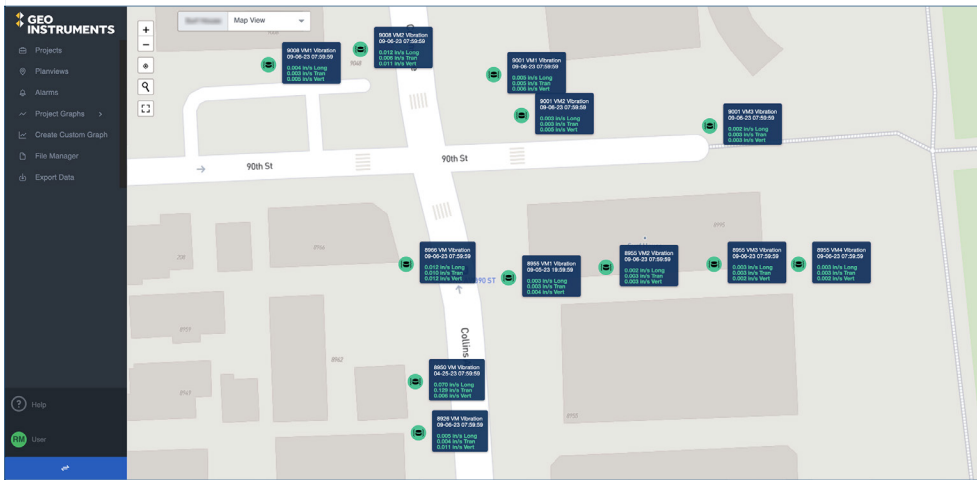 GEO
INSTRUMENTS
Projects
Planviews
Alarms
Project Graphs
Create Custom Graph
File Manager
Export Data
Help
RM
User
Map View
9008 VM1 Vibration
09-06-23 07:59:59
0.004 in/s Long
0.003 in/s Tran
0.005 in/s Vert
9008 VM2 Vibration
09-06-23 07:59:59
0.012 in/s Long
0.006 in/s Tran
0.011 in/s Vert
9001 VM1 Vibration
09-06-23 07:59:59
0.005 in/s Long
0.005 in/s Tran
0.006 in/s Vert
9001 VM2 Vibration
09-06-23 07:59:59
0.003 in/s Long
0.003 in/s Tran
0.005 in/s Vert
9001 VM3 Vibration
09-06-23 07:59:59
0.002 in/s Long
0.003 in/s Tran
0.003 in/s Vert
90th St
90th St
8966 VM Vibration
09-06-23 07:59:59
0.012 in/s Long
0.010 in/s Tran
0.012 in/s Vert
8955 VM1 Vibration
09-05-23 19:59:59
0.003 in/s Long
0.003 in/s Tran
0.004 in/s Vert
8955 VM2 Vibration
09-06-23 07:59:59
0.002 in/s Long
0.003 in/s Tran
0.003 in/s Vert
8955 VM3 Vibration
09-06-23 07:59:59
0.003 in/s Long
0.003 in/s Tran
0.002 in/s Vert
8955 VM4 Vibration
09-06-23 07:59:59
0.003 in/s Long
0.003 in/s Tran
0.002 in/s Vert
90 ST
Collins
8962
8950 VM Vibration
04-25-23 07:59:59
0.070 in/s Long
0.129 in/s Tran
8926 VM Vibration
09-06-23 07:59:59
0.005 in/s Long
0.004 in/s Tran
0.011 in/s Vert